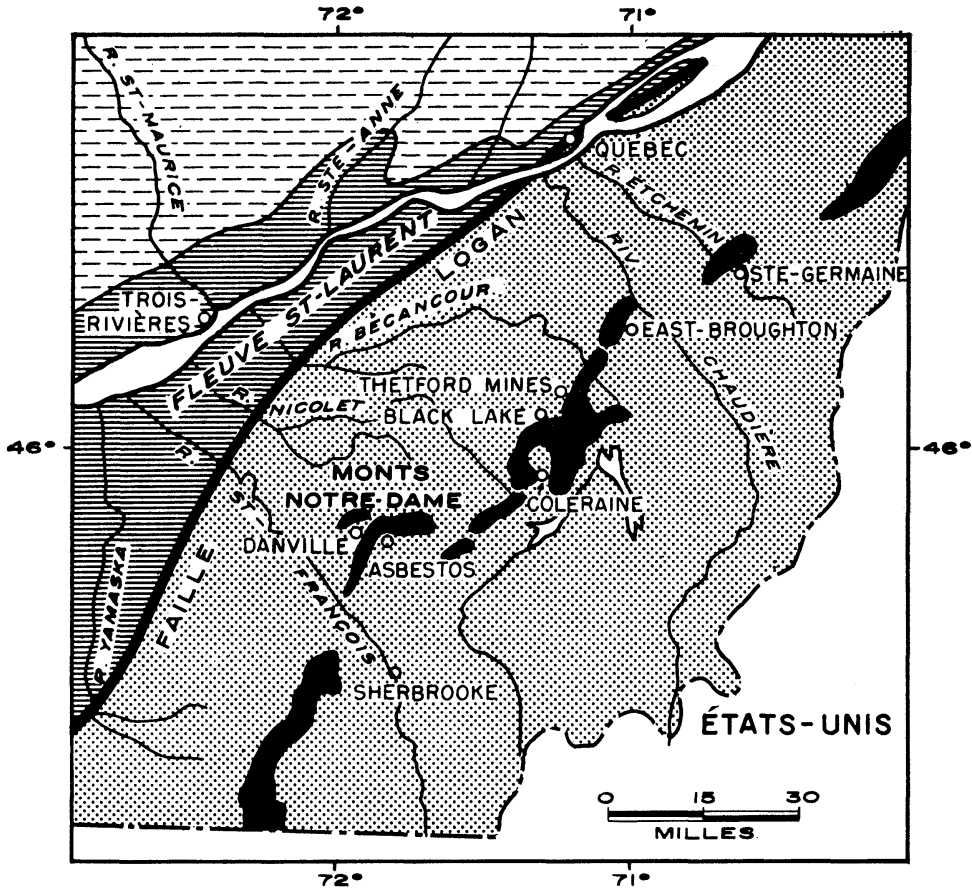 72°
71°
R. ST-MAURICE
R. STE-ANNE
QUÉBEC
R. ETCHEMIN
RIV. CHAUDIÈRE
STE-GERMAINE
TROIS-
RIVIÈRES
FLEUVE ST-LAURENT
FAILLE LOGAN
R. BÉCANCOUR
EAST-BROUGHTON
THETFORD MINES
BLACK LAKE
R. NICOLET
46°
46°
MONTS
NOTRE-DAME
COLERAINE
R. ST-FRANÇOIS
DANVILLE
ASBESTOS
R. YAMASKA
SHERBROOKE
ÉTATS-UNIS
0 15 30
MILLES
72°
71°